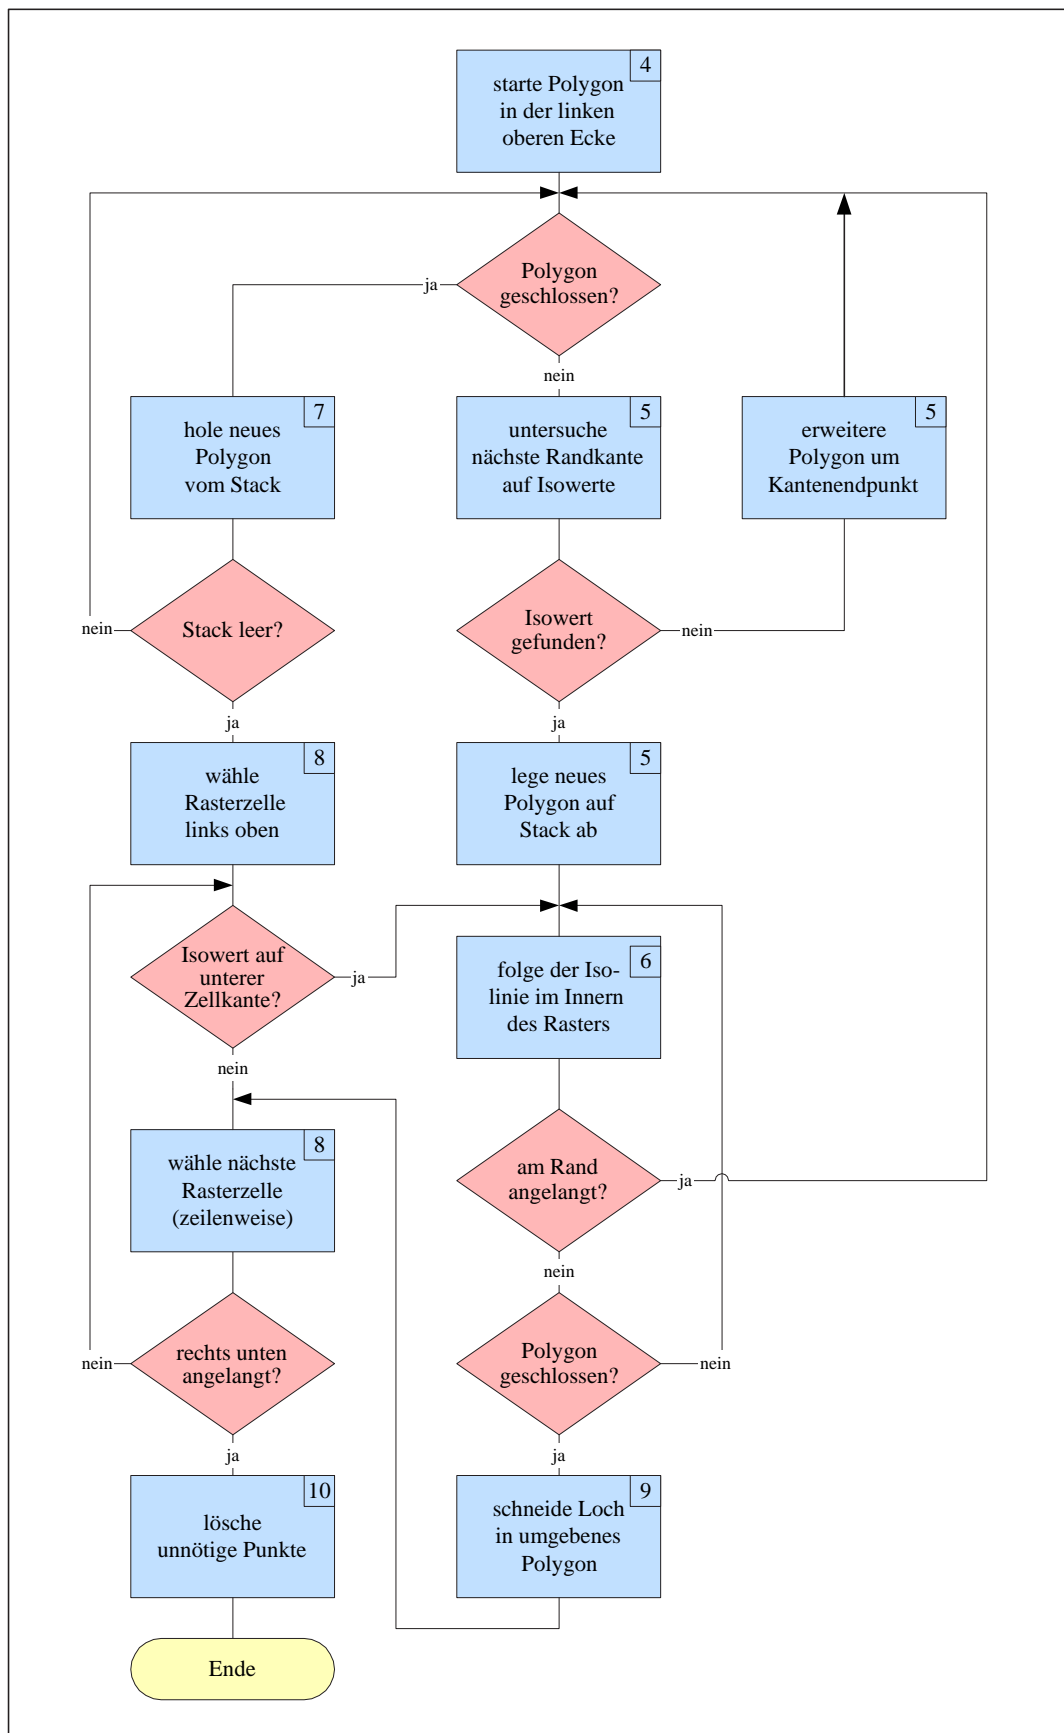 4
starte Polygon
in der linken
oberen Ecke
Polygon
geschlossen?
ja
nein
7
hole neues
Polygon
vom Stack
5
untersuche
nächste Randkante
auf Isowerte
5
erweitere
Polygon um
Kantenendpunkt
Stack leer?
nein
ja
Isowert
gefunden?
nein
ja
8
wähle
Rasterzelle
links oben
5
lege neues
Polygon auf
Stack ab
Isowert auf
unterer
Zellkante?
ja
nein
6
folge der Iso-
linie im Innern
des Rasters
8
wähle nächste
Rasterzelle
(zeilenweise)
am Rand
angelangt?
ja
nein
rechts unten
angelangt?
nein
ja
Polygon
geschlossen?
nein
ja
10
lösche
unnötige Punkte
9
schneide Loch
in umgebenes
Polygon
Ende